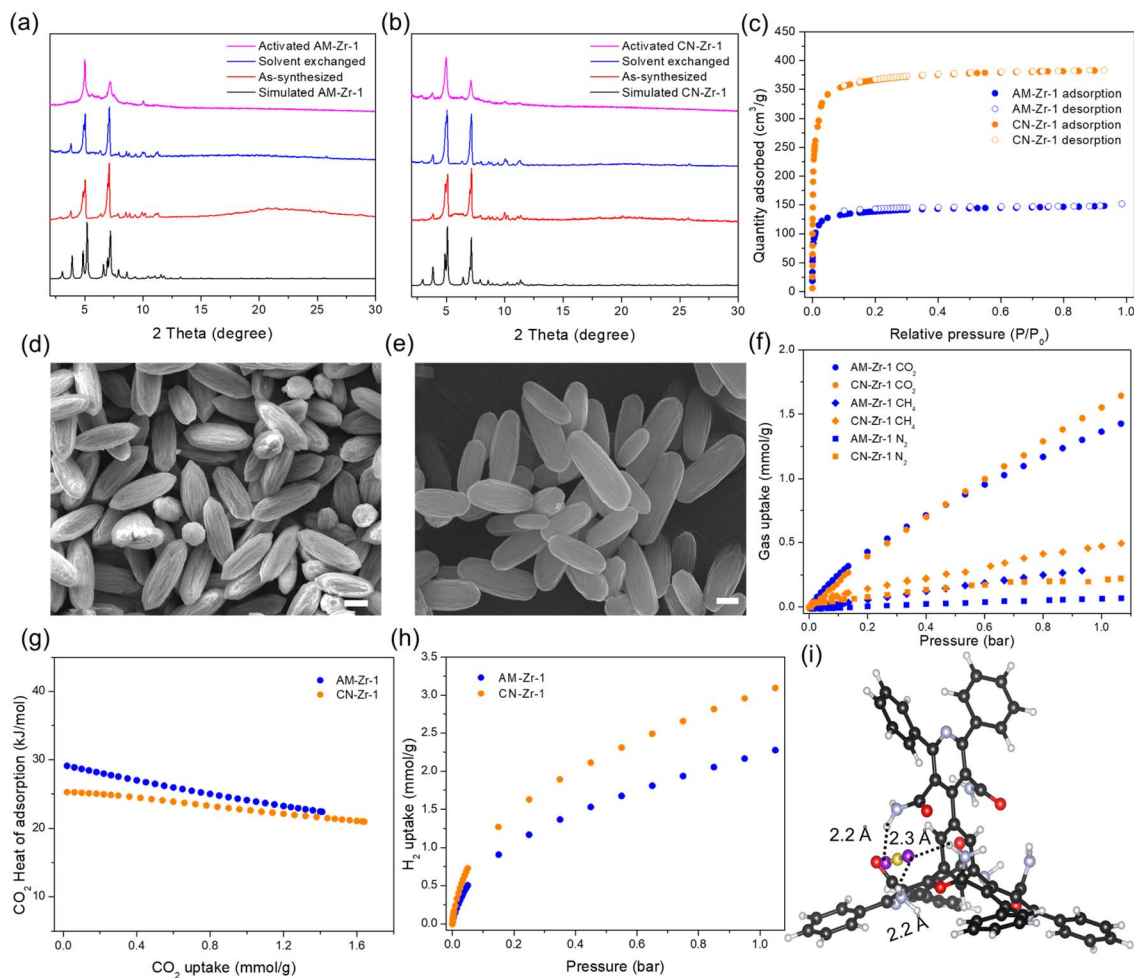 (a)
Activated AM-Zr-1
Solvent exchanged
As-synthesized
Simulated AM-Zr-1
5
10
15
20
25
30
2 Theta (degree)
(b)
Activated CN-Zr-1
Solvent exchanged
As-synthesized
Simulated CN-Zr-1
5
10
15
20
25
30
2 Theta (degree)
(c)
Quantity adsorbed (cm³/g)
450
400
350
300
250
200
150
100
50
0
AM-Zr-1 adsorption
AM-Zr-1 desorption
CN-Zr-1 adsorption
CN-Zr-1 desorption
0.0 0.2 0.4 0.6 0.8 1.0
Relative pressure (P/P₀)
(d)
(e)
(f)
Gas uptake (mmol/g)
2.0
1.5
1.0
0.5
0.0
AM-Zr-1 CO₂
CN-Zr-1 CO₂
AM-Zr-1 CH₄
CN-Zr-1 CH₄
AM-Zr-1 N₂
CN-Zr-1 N₂
0.0 0.2 0.4 0.6 0.8 1.0
Pressure (bar)
(g)
CO₂ Heat of adsorption (kJ/mol)
40
30
20
10
AM-Zr-1
CN-Zr-1
0.0 0.4 0.8 1.2 1.6
CO₂ uptake (mmol/g)
(h)
H₂ uptake (mmol/g)
3.5
3.0
2.5
2.0
1.5
1.0
0.5
0.0
AM-Zr-1
CN-Zr-1
0.0 0.2 0.4 0.6 0.8 1.0
Pressure (bar)
(i)
2.2 Å
2.3 Å
2.2 Å